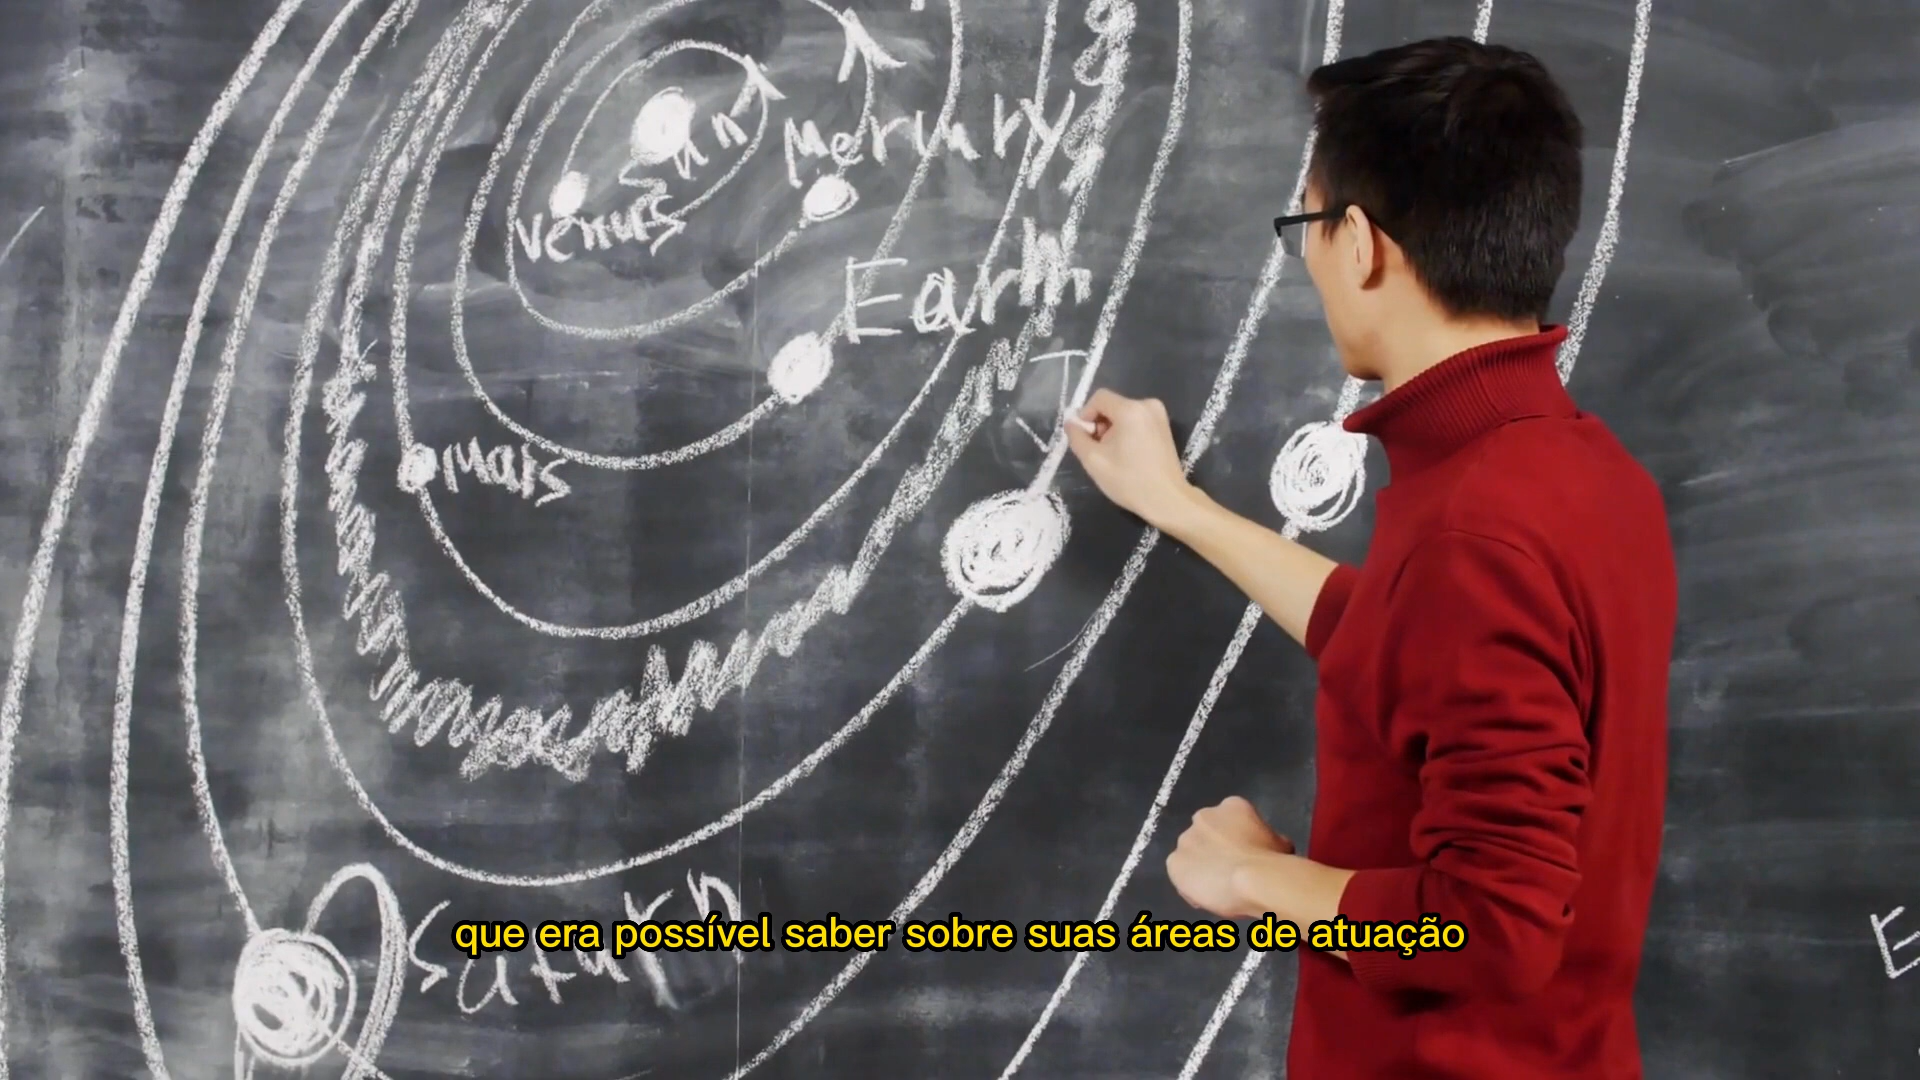 Sun
Mercury
Venus
Earth
J
Mars
Saturn
E
que era possível saber sobre suas áreas de atuação